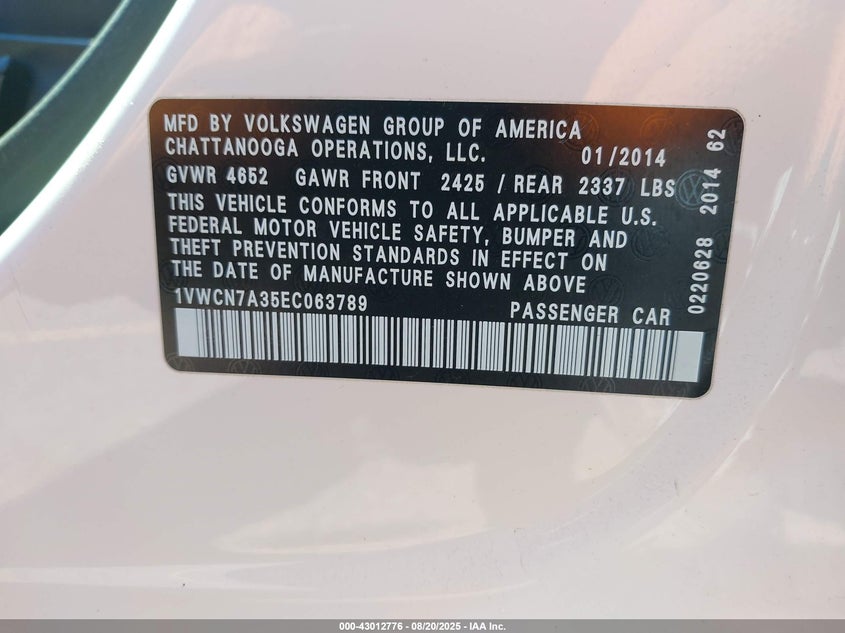 MFD BY VOLKSWAGEN GROUP OF AMERICA
CHATTANOOGA OPERATIONS, LLC. 01/2014
GVWR 4652 GAWR FRONT 2425 / REAR 2337 LBS
THIS VEHICLE CONFORMS TO ALL APPLICABLE U.S.
FEDERAL MOTOR VEHICLE SAFETY, BUMPER AND
THEFT PREVENTION STANDARDS IN EFFECT ON
THE DATE OF MANUFACTURE SHOWN ABOVE
1VWCN7A35EC063789 PASSENGER CAR
0220628 2014 62
000-43012776 | 08/20/2025 - IAA Inc.